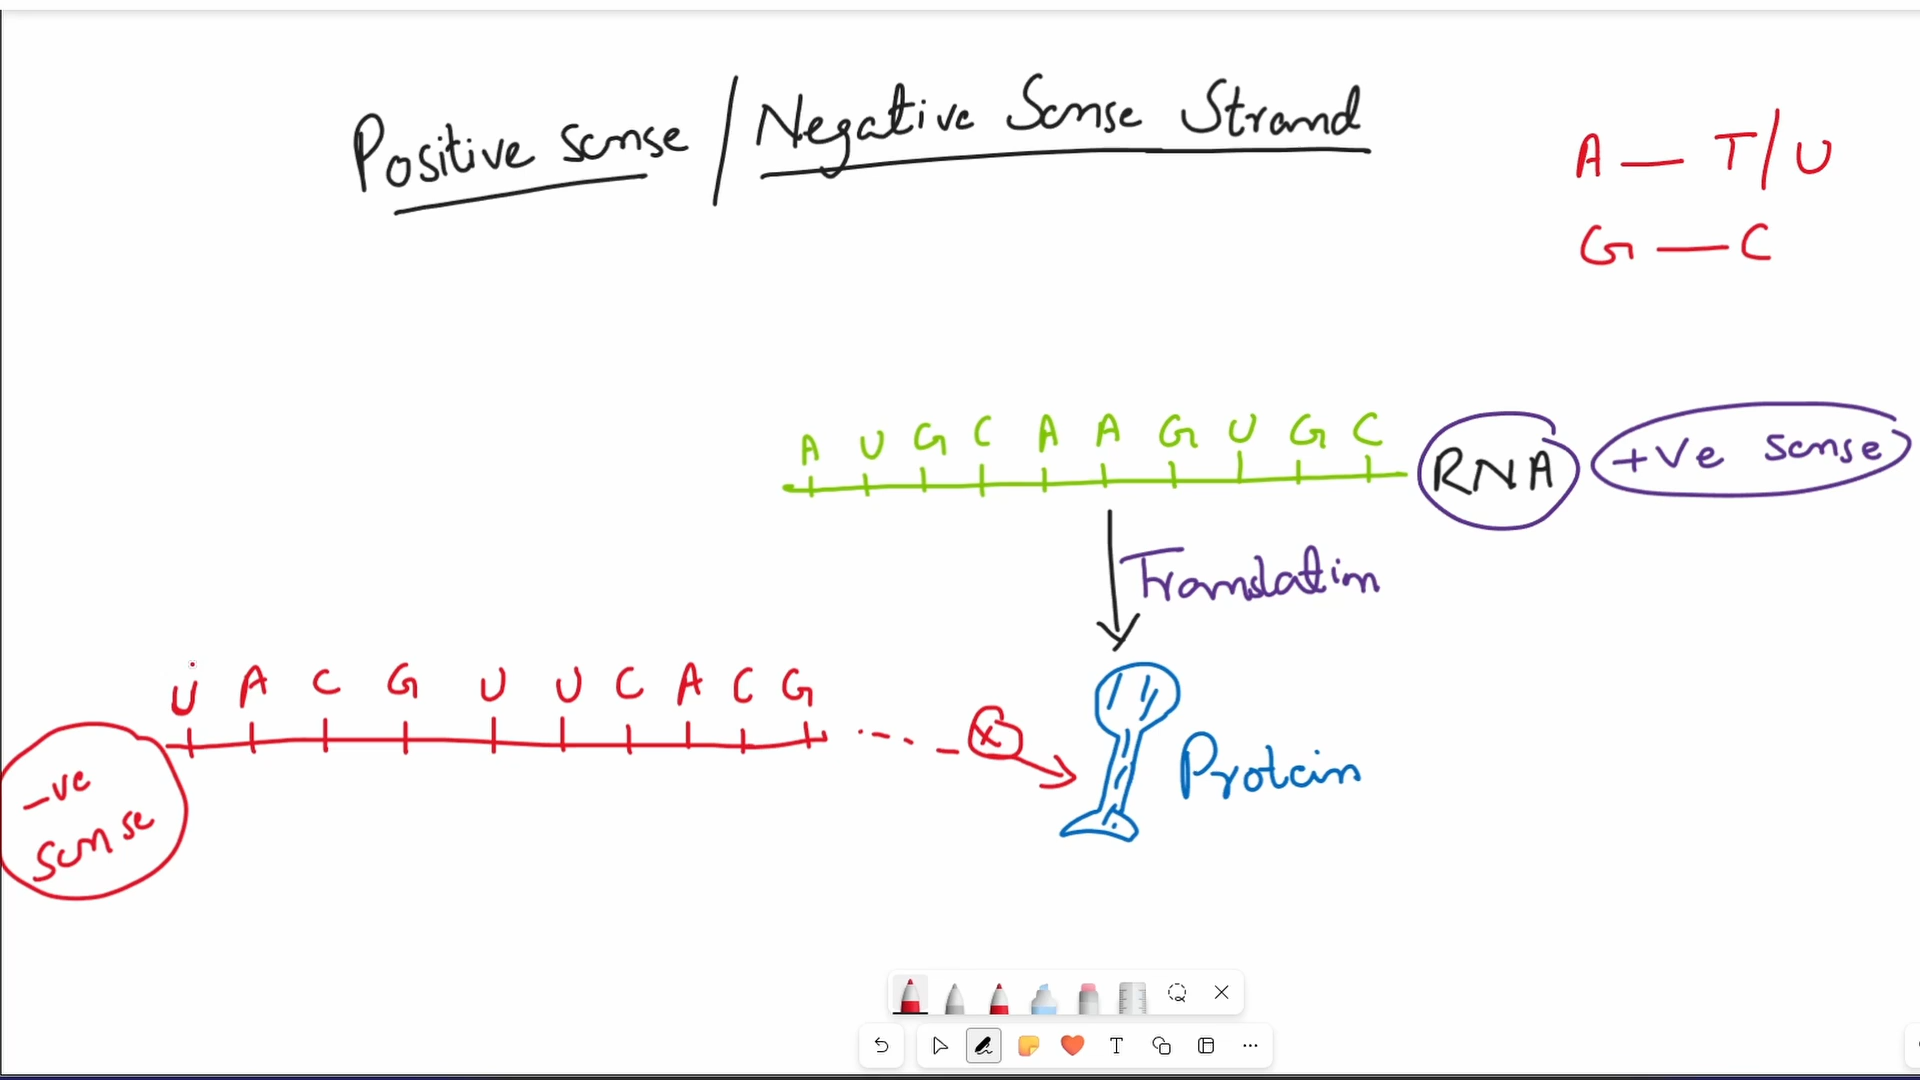 Positive sense / Negative Sense Strand
A — T/U
G — C
A U G C A A G U G C RNA +ve sense
Translation
U A C G U U C A C G x
-ve
sense
Protein
T